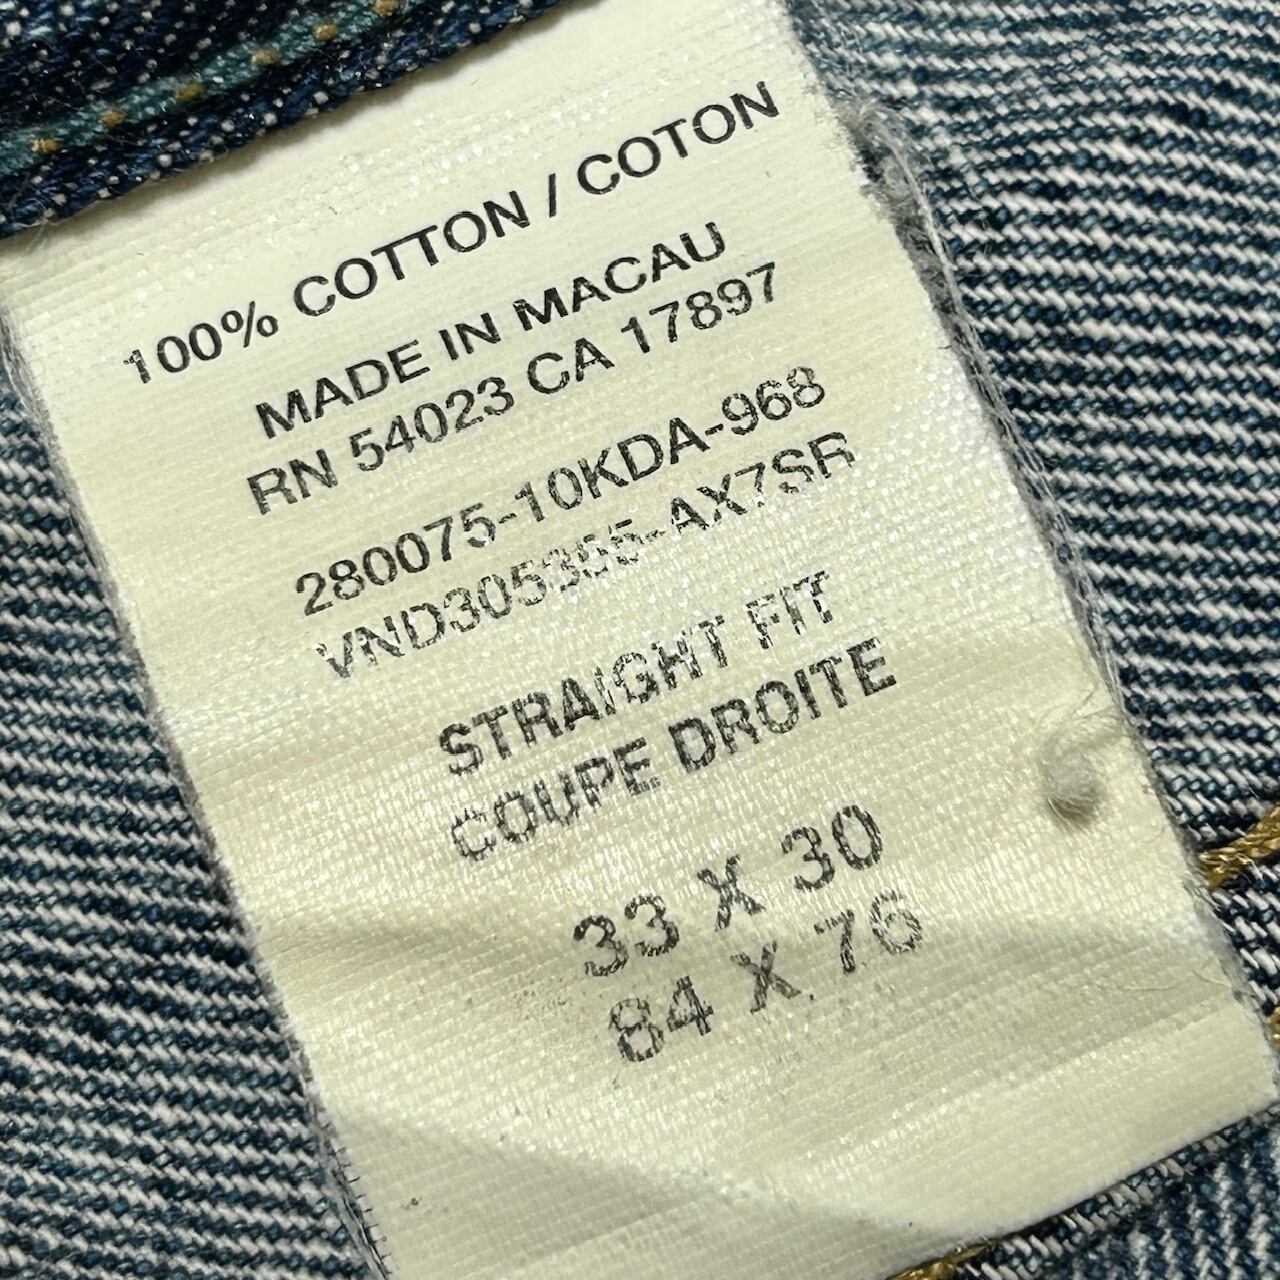 100% COTTON / COTON
MADE IN MACAU
RN 54023 CA 17897
280075-10KDA-968
VND305355-AX7SR
STRAIGHT FIT
COUPE DROITE
33 X 30
84 X 76